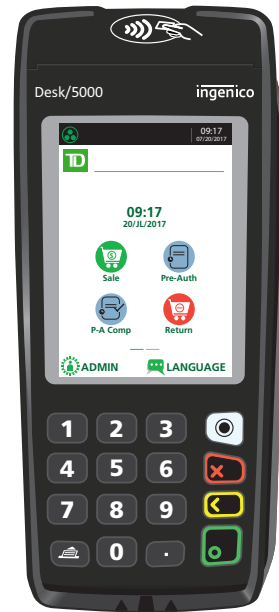 Desk/5000 ingenico
09:17
07/20/2017
TD
09:17
20/JL/2017
Sale Pre-Auth
P-A Comp Return
ADMIN LANGUAGE
1 2 3
4 5 6
7 8 9
0 .